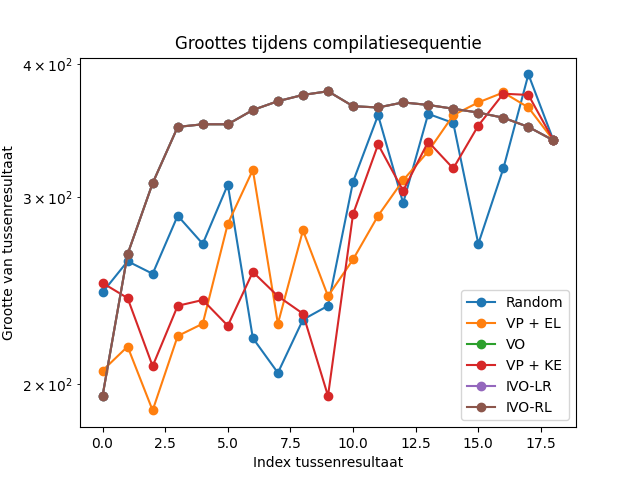 Groottes tijdens compilatiesequentie
4 × 10²
3 × 10²
2 × 10²
Grootte van tussenresultaat
0.0 2.5 5.0 7.5 10.0 12.5 15.0 17.5
Index tussenresultaat
Random
VP + EL
VO
VP + KE
IVO-LR
IVO-RL